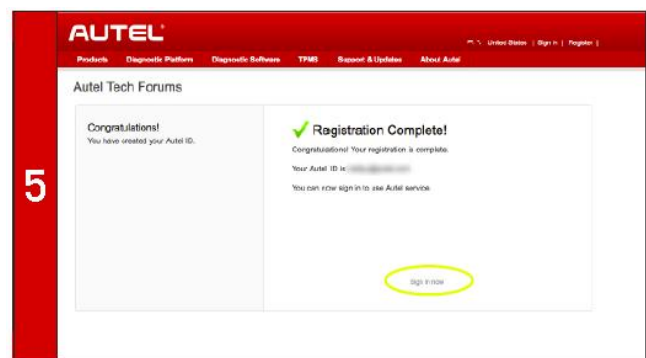 5
AUTEL
United States | Sign In | Register |
Products Diagnostic Platform Diagnostic Software TPMS Support & Updates About Autel
Autel Tech Forums
Congratulations!
You have created your Autel ID.
Registration Complete!
Congratulations! Your registration is complete.
Your Autel ID is
You can now sign in to use Autel service.
Sign in now